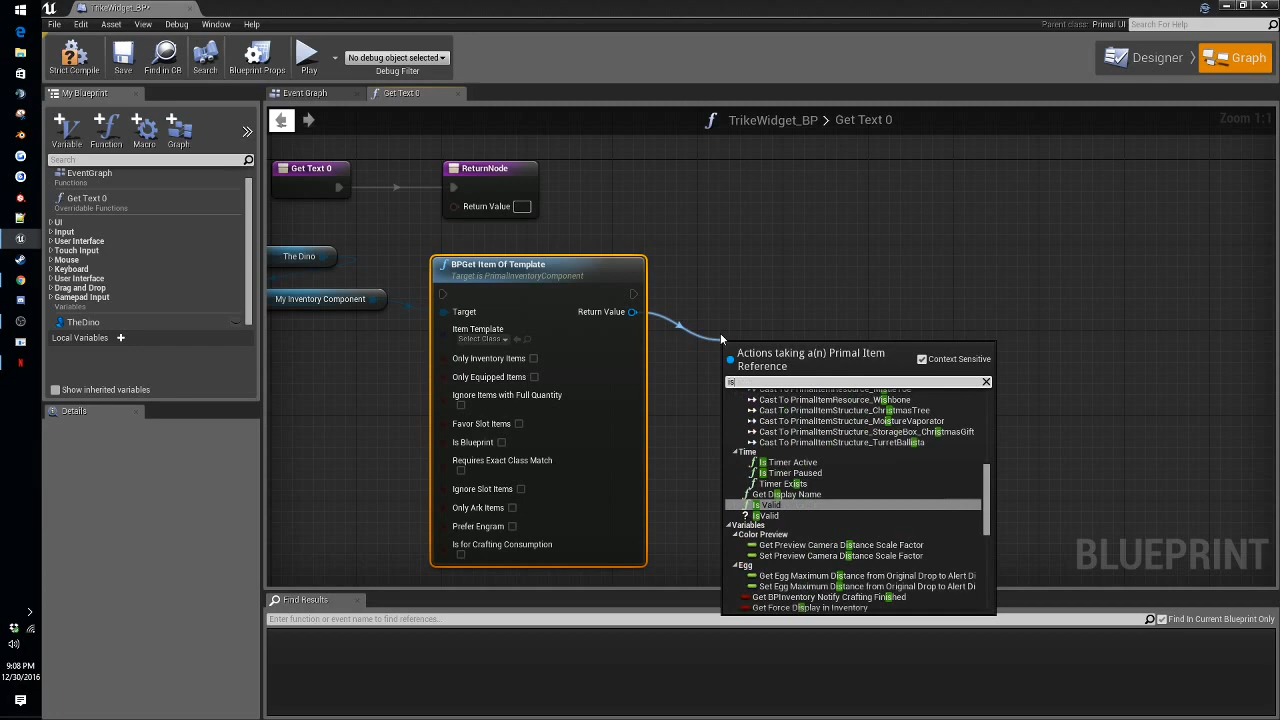 TrikeWidget_BP*
File
Edit
Asset
View
Debug
Window
Help
Parent class: Primal UI
Search For Help
Strict Compile
Save
Find in CB
Search
Blueprint Props
Play
No debug object selected
Debug Filter
Designer
Graph
My Blueprint
Event Graph
Get Text 0
Variable
Function
Macro
Graph
TrikeWidget_BP > Get Text 0
Zoom 1:1
Search
EventGraph
Functions
Get Text 0
Overridable Functions
UI
Input
User Interface
Touch Input
Mouse
Keyboard
User Interface
Drag and Drop
Gamepad Input
Variables
TheDino
Local Variables
Show inherited variables
Details
Get Text 0
ReturnNode
Return Value
The Dino
My Inventory Component
BPGet Item Of Template
Target is PrimalInventoryComponent
Target
Return Value
Item Template
Select Class
Only Inventory Items
Only Equipped Items
Ignore Items with Full Quantity
Favor Slot Items
Is Blueprint
Requires Exact Class Match
Ignore Slot Items
Only Ark Items
Prefer Engram
Is for Crafting Consumption
Actions taking a(n) Primal Item
Reference
Context Sensitive
is
Cast To PrimalItemResource_Wishbone
Cast To PrimalItemStructure_ChristmasTree
Cast To PrimalItemStructure_MoistureVaporator
Cast To PrimalItemStructure_StorageBox_ChristmasGift
Cast To PrimalItemStructure_TurretBallista
Time
Is Timer Active
Is Timer Paused
Timer Exists
Get Display Name
Is Valid
IsValid
Variables
Color Preview
Get Preview Camera Distance Scale Factor
Set Preview Camera Distance Scale Factor
Egg
Get Egg Maximum Distance from Original Drop to Alert Di
Set Egg Maximum Distance from Original Drop to Alert Di
Get BPInventory Notify Crafting Finished
Get Force Display in Inventory
BLUEPRINT
Find Results
Enter function or event name to find references..
Find In Current Blueprint Only
9:08 PM
12/30/2016